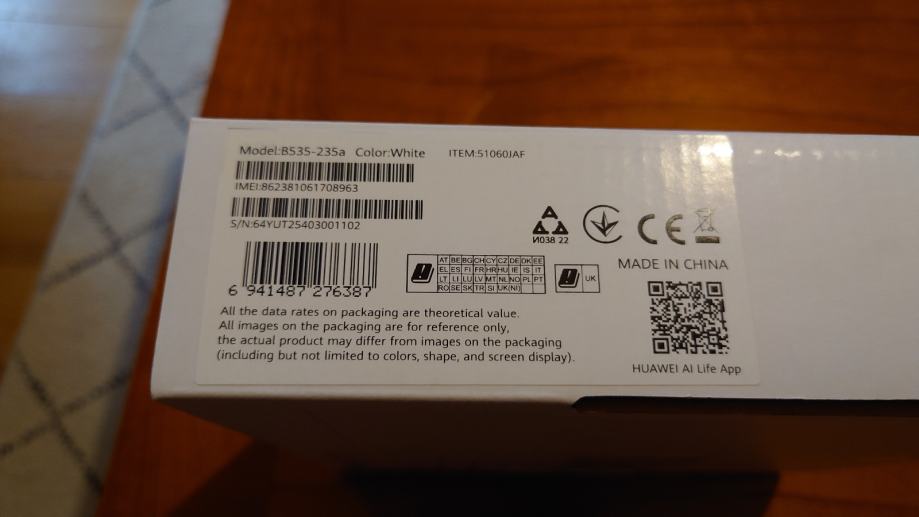 Model:B535-235a Color:White ITEM:51060JAF
IMEI:862381061708963
S/N:64YUT25403001102
6 941487 276387
И038 22
CE
AT BE BG CH CY CZ DE DK EE
EL ES FI FR HR HU IE IS IT
LT LI LU LV MT NL NO PL PT
RO SE SK TR SI UK(NI)
UK
MADE IN CHINA
All the data rates on packaging are theoretical value.
All images on the packaging are for reference only,
the actual product may differ from images on the packaging
(including but not limited to colors, shape, and screen display).
HUAWEI AI Life App